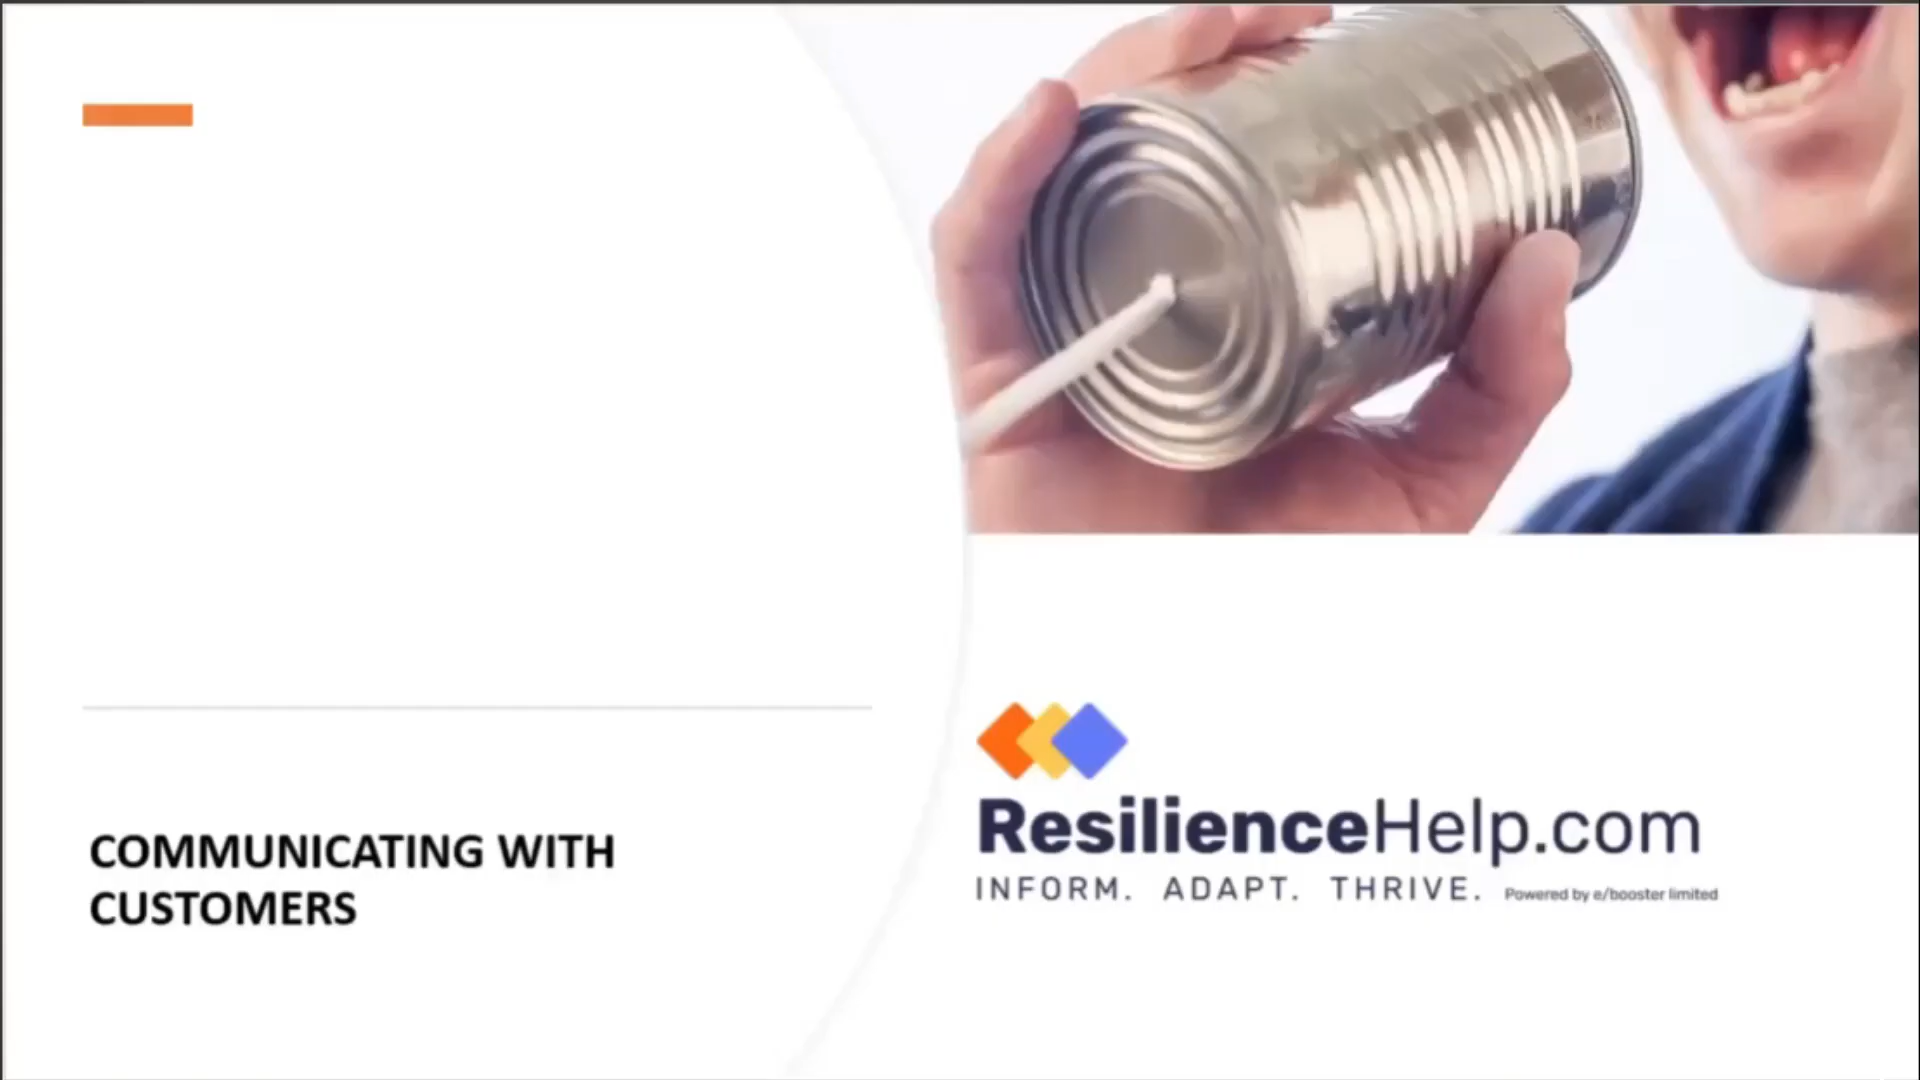 COMMUNICATING WITH
CUSTOMERS
ResilienceHelp.com
INFORM. ADAPT. THRIVE. Powered by e/booster limited